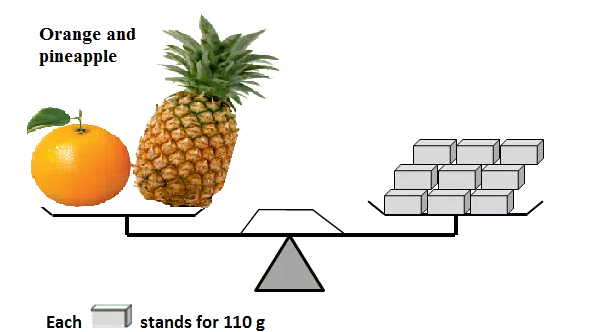 Orange and
pineapple
Each stands for 110 g